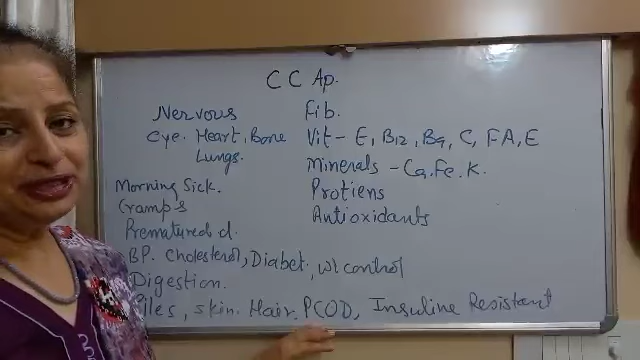 C C Ap.
Nervous Fib.
Eye. Heart, Bone Vit - E, B12, B9, C, FA, E
Lungs. Minerals - Ca. Fe. K.
Morning Sick. Protiens
Cramps Antioxidants
Prematured d.
BP. Cholesterol, Diabet., wt control
Digestion.
Piles, skin. Hair. PCOD, Insuline Resistant